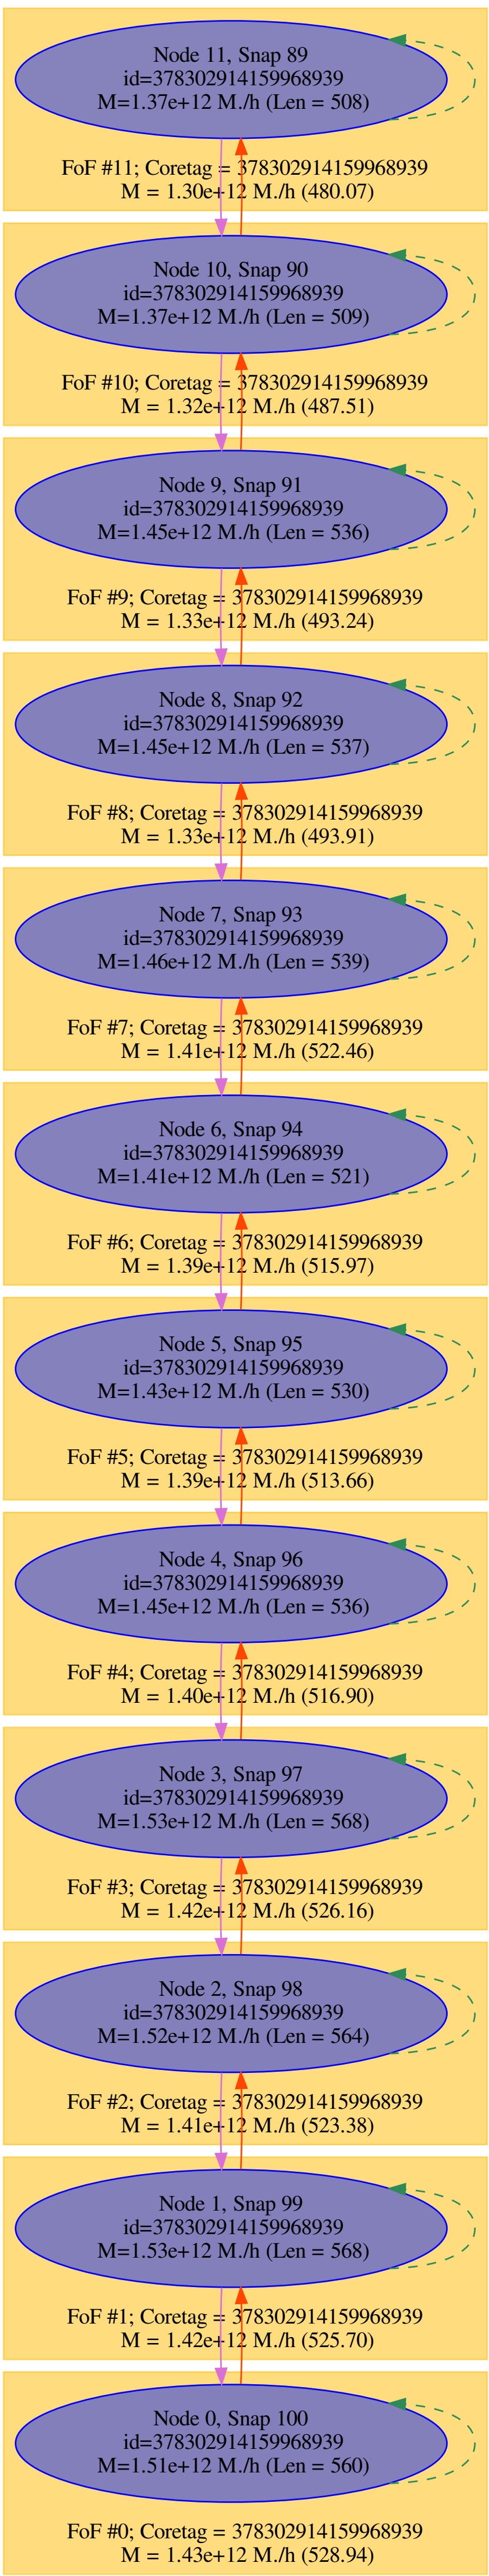 Node 11, Snap 89
id=378302914159968939
M=1.37e+12 M./h (Len = 508)
FoF #11; Coretag = 378302914159968939
M = 1.30e+12 M./h (480.07)
Node 10, Snap 90
id=378302914159968939
M=1.37e+12 M./h (Len = 509)
FoF #10; Coretag = 378302914159968939
M = 1.32e+12 M./h (487.51)
Node 9, Snap 91
id=378302914159968939
M=1.45e+12 M./h (Len = 536)
FoF #9; Coretag = 378302914159968939
M = 1.33e+12 M./h (493.24)
Node 8, Snap 92
id=378302914159968939
M=1.45e+12 M./h (Len = 537)
FoF #8; Coretag = 378302914159968939
M = 1.33e+12 M./h (493.91)
Node 7, Snap 93
id=378302914159968939
M=1.46e+12 M./h (Len = 539)
FoF #7; Coretag = 378302914159968939
M = 1.41e+12 M./h (522.46)
Node 6, Snap 94
id=378302914159968939
M=1.41e+12 M./h (Len = 521)
FoF #6; Coretag = 378302914159968939
M = 1.39e+12 M./h (515.97)
Node 5, Snap 95
id=378302914159968939
M=1.43e+12 M./h (Len = 530)
FoF #5; Coretag = 378302914159968939
M = 1.39e+12 M./h (513.66)
Node 4, Snap 96
id=378302914159968939
M=1.45e+12 M./h (Len = 536)
FoF #4; Coretag = 378302914159968939
M = 1.40e+12 M./h (516.90)
Node 3, Snap 97
id=378302914159968939
M=1.53e+12 M./h (Len = 568)
FoF #3; Coretag = 378302914159968939
M = 1.42e+12 M./h (526.16)
Node 2, Snap 98
id=378302914159968939
M=1.52e+12 M./h (Len = 564)
FoF #2; Coretag = 378302914159968939
M = 1.41e+12 M./h (523.38)
Node 1, Snap 99
id=378302914159968939
M=1.53e+12 M./h (Len = 568)
FoF #1; Coretag = 378302914159968939
M = 1.42e+12 M./h (525.70)
Node 0, Snap 100
id=378302914159968939
M=1.51e+12 M./h (Len = 560)
FoF #0; Coretag = 378302914159968939
M = 1.43e+12 M./h (528.94)